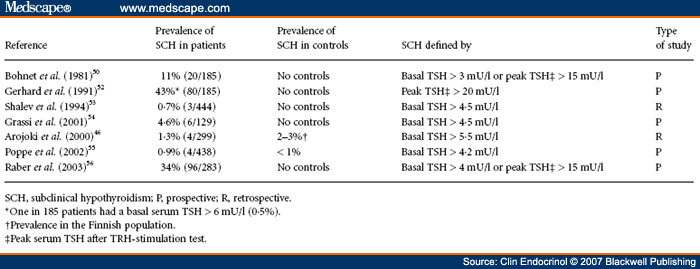 Medscape® www.medscape.com
Reference Prevalence of SCH in patients Prevalence of SCH in controls SCH defined by Type of study
Bohnet et al. (1981)50 11% (20/185) No controls Basal TSH > 3 mU/l or peak TSH‡ > 15 mU/l P
Gerhard et al. (1991)52 43%* (80/185) No controls Peak TSH‡ > 20 mU/l P
Shalev et al. (1994)53 0·7% (3/444) No controls Basal TSH > 4·5 mU/l R
Grassi et al. (2001)54 4·6% (6/129) No controls Basal TSH > 4·5 mU/l P
Arojoki et al. (2000)46 1·3% (4/299) 2–3%† Basal TSH > 5·5 mU/l R
Poppe et al. (2002)55 0·9% (4/438) < 1% Basal TSH > 4·2 mU/l P
Raber et al. (2003)56 34% (96/283) No controls Basal TSH > 4 mU/l or peak TSH‡ > 15 mU/l P
SCH, subclinical hypothyroidism; P, prospective; R, retrospective.
*One in 185 patients had a basal serum TSH > 6 mU/l (0·5%).
†Prevalence in the Finnish population.
‡Peak serum TSH after TRH-stimulation test.
Source: Clin Endocrinol © 2007 Blackwell Publishing